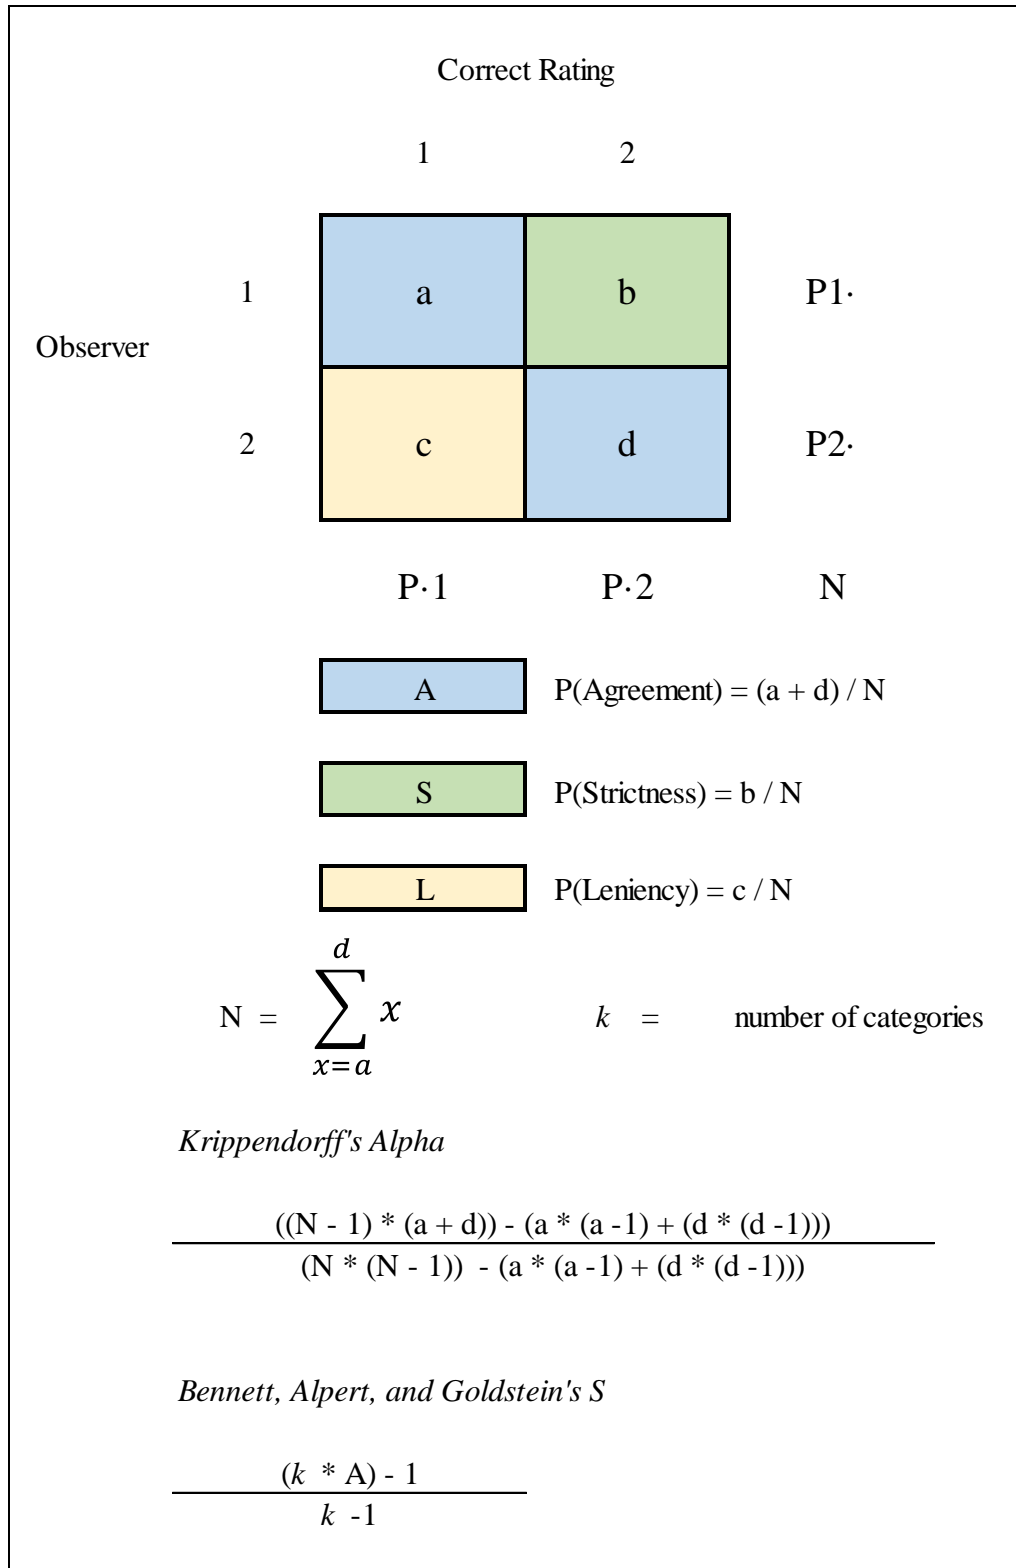 Correct Rating
1 2
1 a b P1·
Observer
2 c d P2·
P·1 P·2 N
A P(Agreement) = (a + d) / N
S P(Strictness) = b / N
L P(Leniency) = c / N
d
N = ∑ x k = number of categories
x=a
Krippendorff's Alpha
((N - 1) * (a + d)) - (a * (a -1) + (d * (d -1)))
(N * (N - 1)) - (a * (a -1) + (d * (d -1)))
Bennett, Alpert, and Goldstein's S
(k * A) - 1
k -1